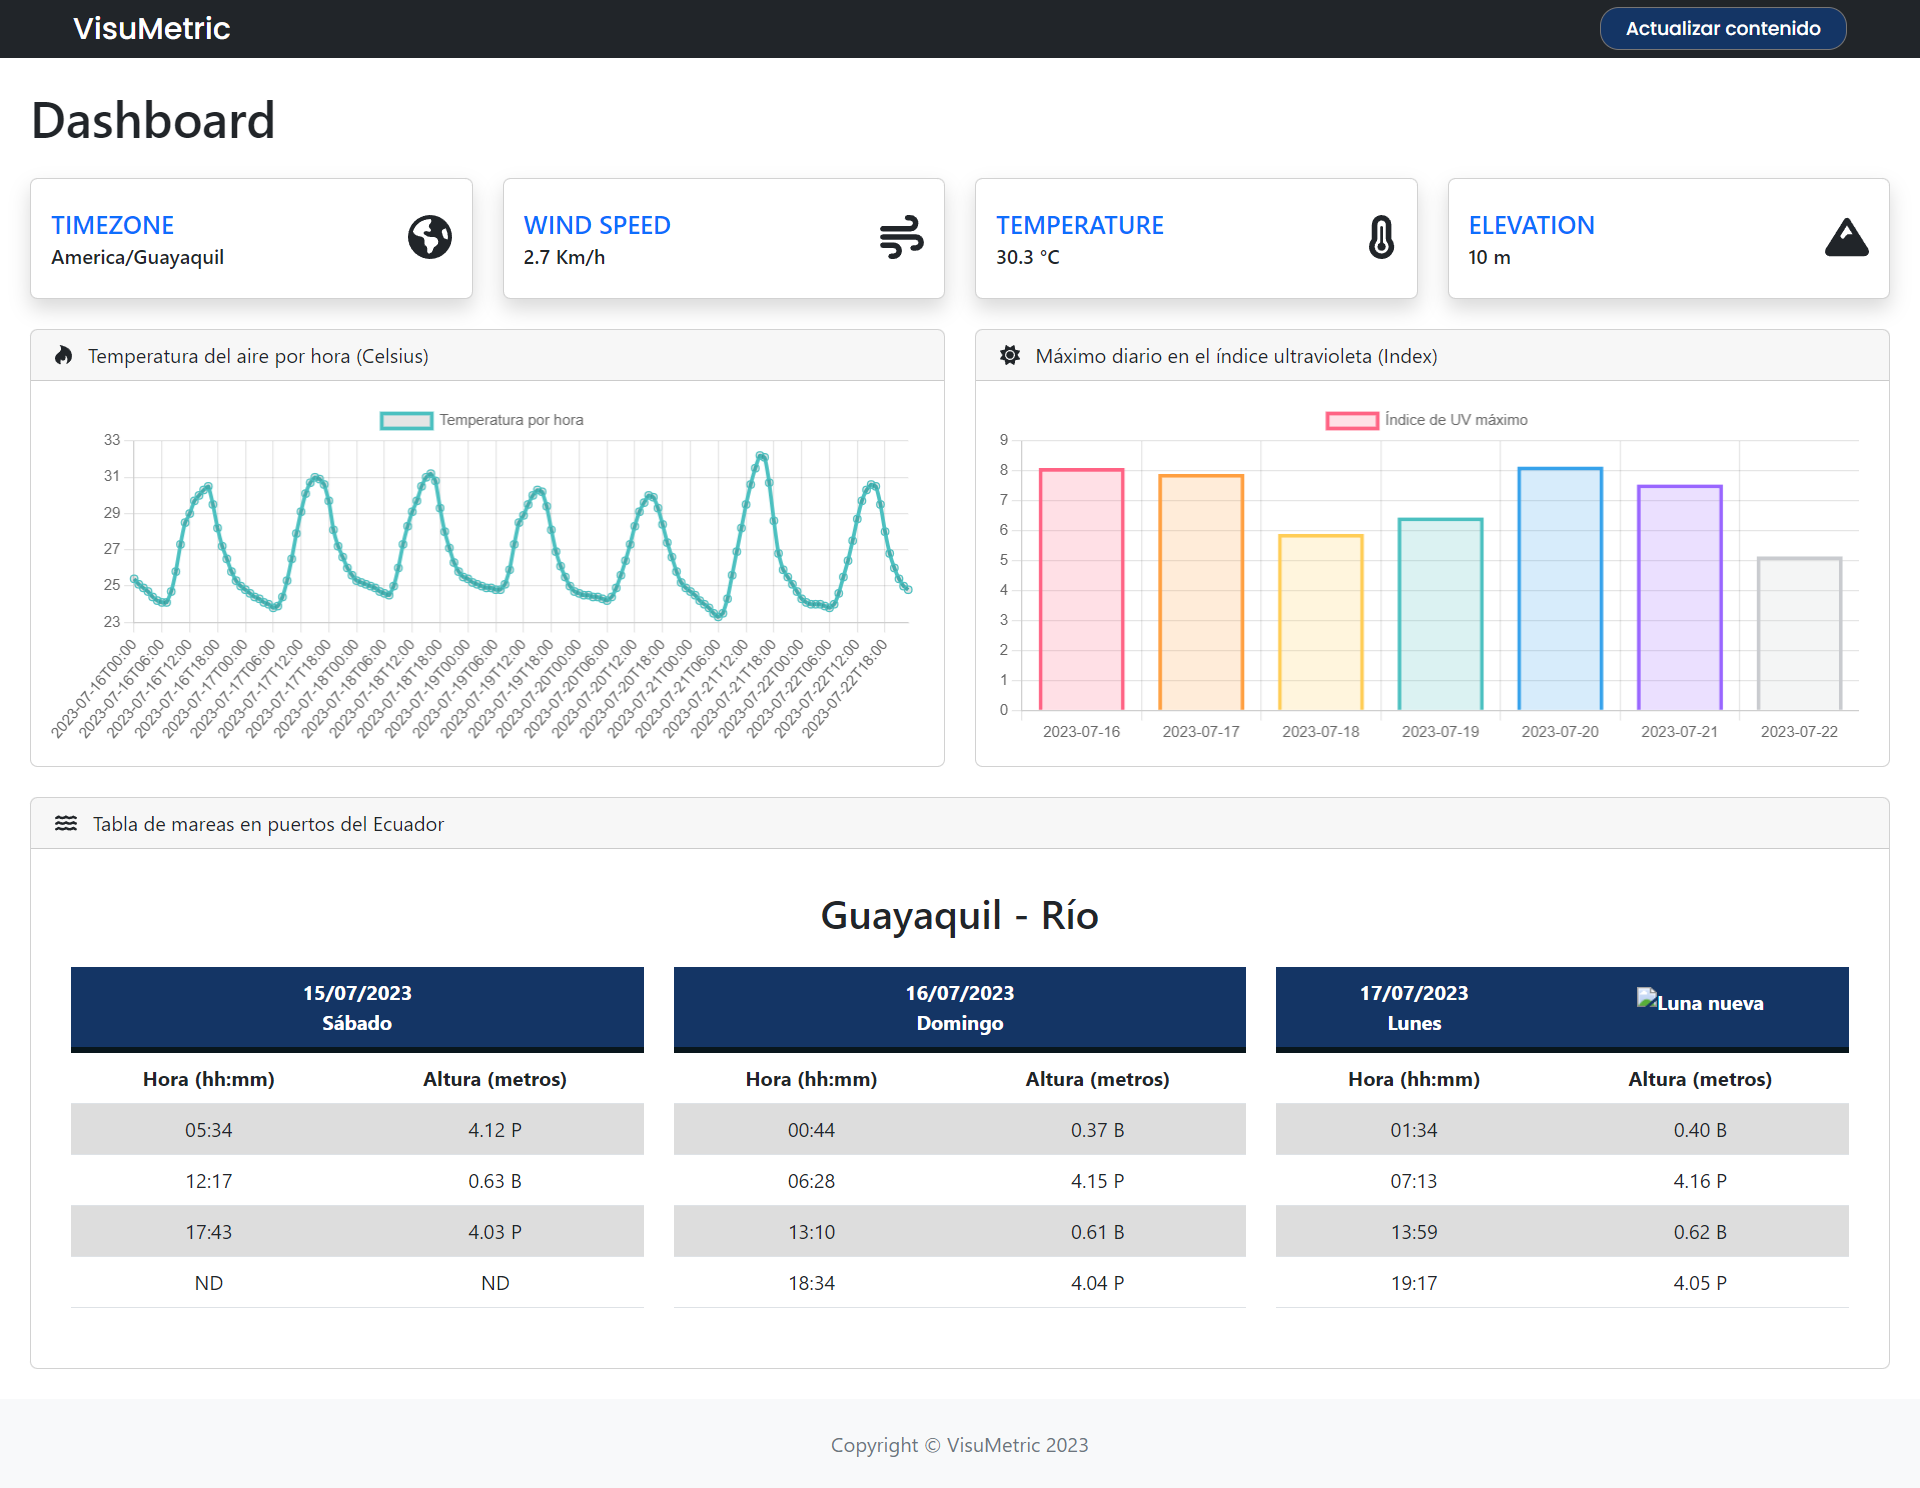 VisuMetric
Actualizar contenido
Dashboard
TIMEZONE
America/Guayaquil
WIND SPEED
2.7 Km/h
TEMPERATURE
30.3 °C
ELEVATION
10 m
Temperatura del aire por hora (Celsius)
Temperatura por hora
33
31
29
27
25
23
2023-07-16T00:00
2023-07-16T06:00
2023-07-16T12:00
2023-07-16T18:00
2023-07-17T00:00
2023-07-17T06:00
2023-07-17T12:00
2023-07-17T18:00
2023-07-18T00:00
2023-07-18T06:00
2023-07-18T12:00
2023-07-18T18:00
2023-07-19T00:00
2023-07-19T06:00
2023-07-19T12:00
2023-07-19T18:00
2023-07-20T00:00
2023-07-20T06:00
2023-07-20T12:00
2023-07-20T18:00
2023-07-21T00:00
2023-07-21T06:00
2023-07-21T12:00
2023-07-21T18:00
2023-07-22T00:00
2023-07-22T06:00
2023-07-22T12:00
2023-07-22T18:00
Máximo diario en el índice ultravioleta (Index)
Índice de UV máximo
9
8
7
6
5
4
3
2
1
0
2023-07-16 2023-07-17 2023-07-18 2023-07-19 2023-07-20 2023-07-21 2023-07-22
Tabla de mareas en puertos del Ecuador
Guayaquil - Río
15/07/2023
Sábado
Hora (hh:mm) Altura (metros)
05:34 4.12 P
12:17 0.63 B
17:43 4.03 P
ND ND
16/07/2023
Domingo
Hora (hh:mm) Altura (metros)
00:44 0.37 B
06:28 4.15 P
13:10 0.61 B
18:34 4.04 P
17/07/2023
Lunes
Luna nueva
Hora (hh:mm) Altura (metros)
01:34 0.40 B
07:13 4.16 P
13:59 0.62 B
19:17 4.05 P
Copyright © VisuMetric 2023